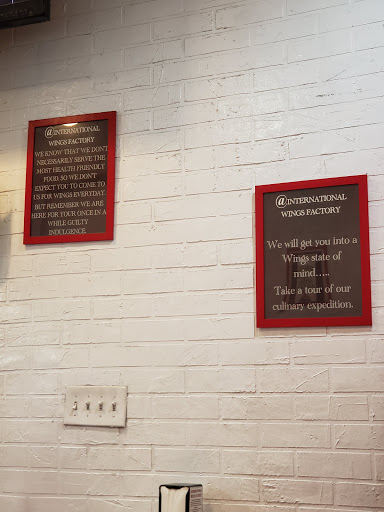 @INTERNATIONAL
WINGS FACTORY
WE KNOW THAT WE DON'T
NECESSARILY SERVE THE
MOST HEALTH FRIENDLY
FOOD. SO WE DON'T
EXPECT YOU TO COME TO
US FOR WINGS EVERYDAY.
BUT REMEMBER WE ARE
HERE FOR YOUR ONCE IN A
WHILE GUILTY
INDULGENCE.
@INTERNATIONAL
WINGS FACTORY
We will get you into a
Wings state of
mind.....
Take a tour of our
culinary expedition.